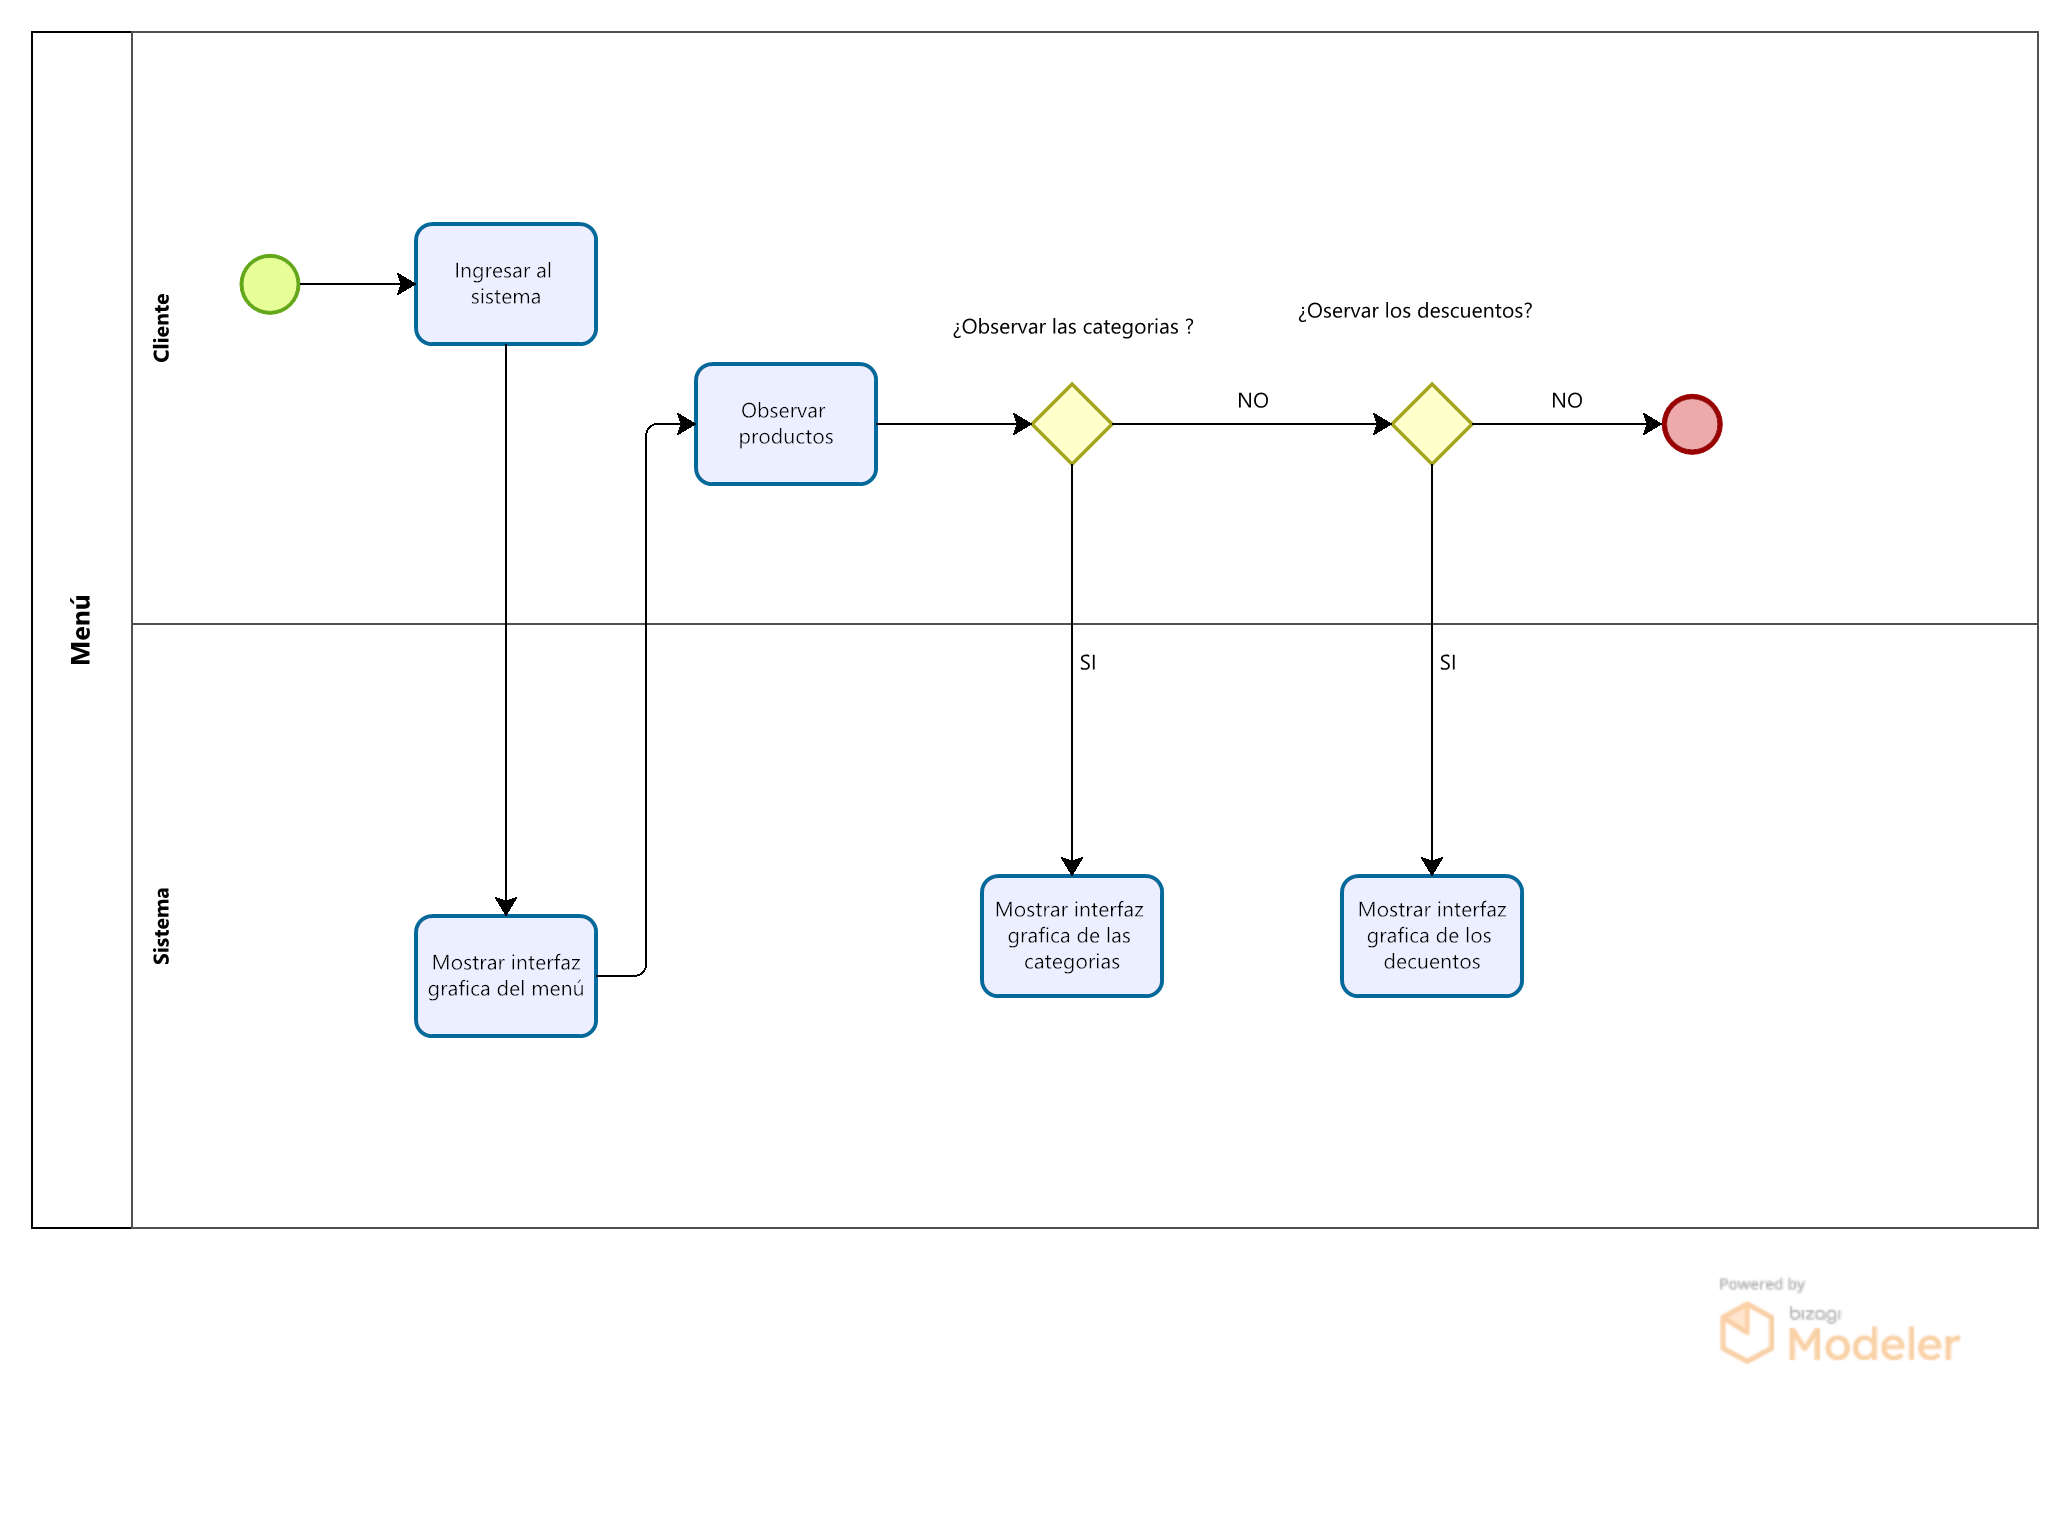 Menú
Cliente
Ingresar al
sistema
Observar
productos
¿Observar las categorias ?
¿Oservar los descuentos?
NO
NO
SI
SI
Sistema
Mostrar interfaz
grafica del menú
Mostrar interfaz
grafica de las
categorias
Mostrar interfaz
grafica de los
decuentos
Powered by
bizagi
Modeler